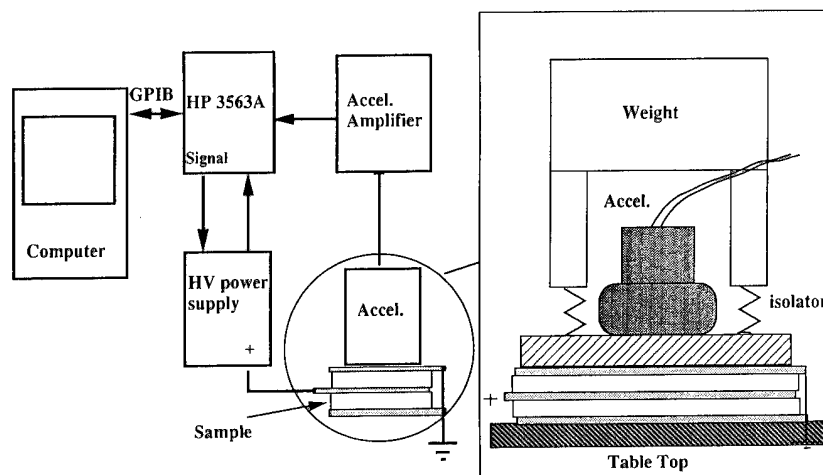 GPIB
HP 3563A
Signal
Accel.
Amplifier
Computer
HV power
supply
+
Accel.
Sample
Weight
Accel.
isolator
+
Table Top